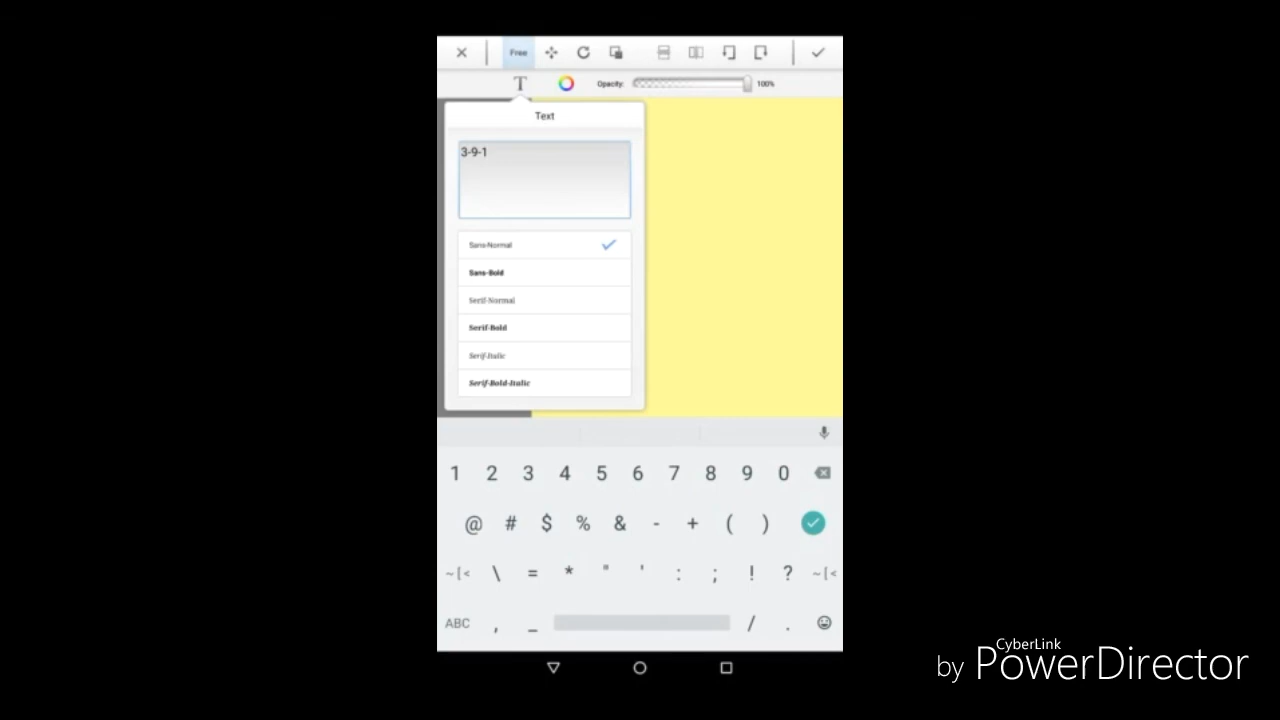 Free
T Opacity: 100%
Text
3-9-1
Sans-Normal
Sans-Bold
Serif-Normal
Serif-Bold
Serif-Italic
Serif-Bold-Italic
1 2 3 4 5 6 7 8 9 0
@ # $ % & - + ( )
~[< \ = * " ' : ; ! ? ~[<
ABC , _ / .
by CyberLink PowerDirector